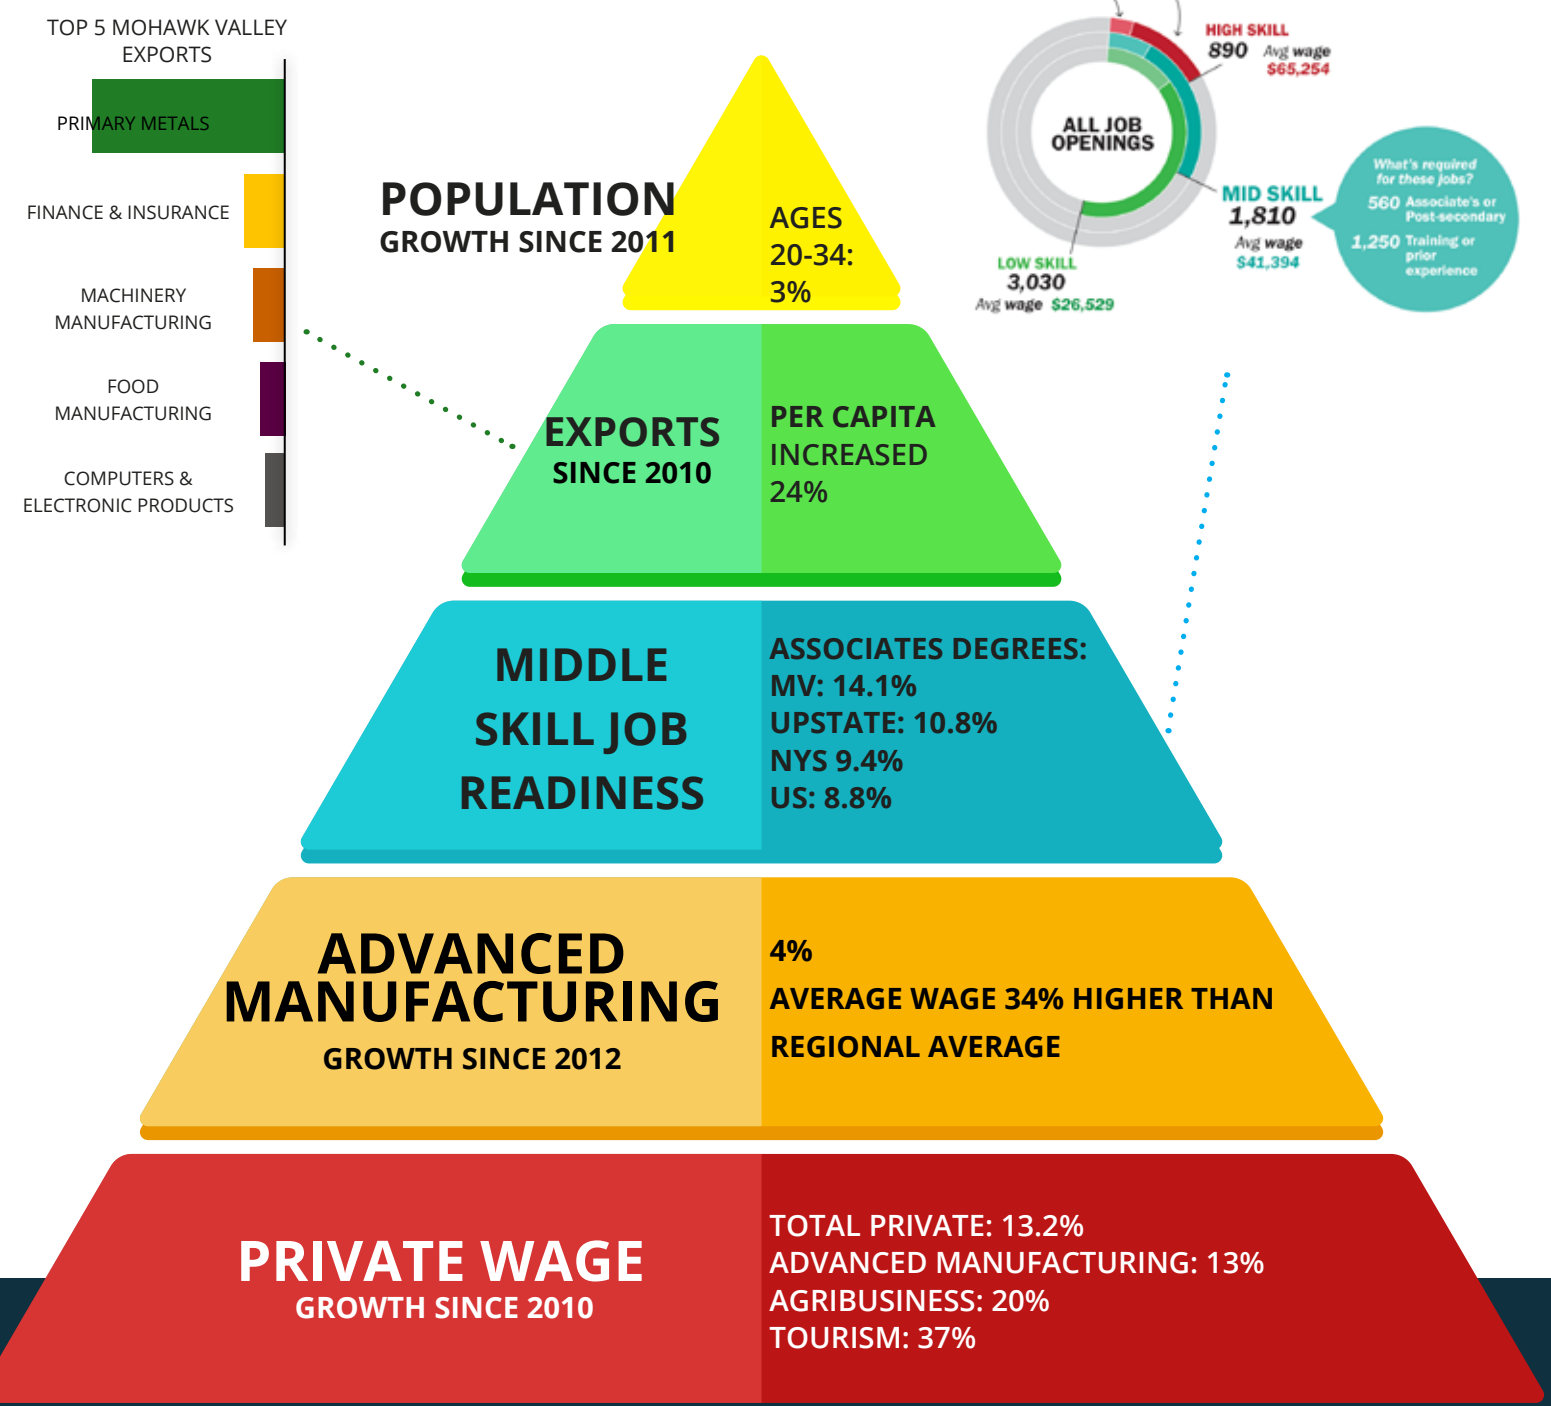 TOP 5 MOHAWK VALLEY
EXPORTS
PRIMARY METALS
FINANCE & INSURANCE
MACHINERY
MANUFACTURING
FOOD
MANUFACTURING
COMPUTERS &
ELECTRONIC PRODUCTS
POPULATION
GROWTH SINCE 2011
AGES
20-34:
3%
ALL JOB
OPENINGS
HIGH SKILL
890 Avg wage
$65,254
MID SKILL
1,810
Avg wage
$41,394
What's required
for these jobs?
560 Associate's or
Post-secondary
1,250 Training or
prior
experience
LOW SKILL
3,030
Avg wage $26,529
EXPORTS
SINCE 2010
PER CAPITA
INCREASED
24%
MIDDLE
SKILL JOB
READINESS
ASSOCIATES DEGREES:
MV: 14.1%
UPSTATE: 10.8%
NYS 9.4%
US: 8.8%
ADVANCED
MANUFACTURING
GROWTH SINCE 2012
4%
AVERAGE WAGE 34% HIGHER THAN
REGIONAL AVERAGE
PRIVATE WAGE
GROWTH SINCE 2010
TOTAL PRIVATE: 13.2%
ADVANCED MANUFACTURING: 13%
AGRIBUSINESS: 20%
TOURISM: 37%